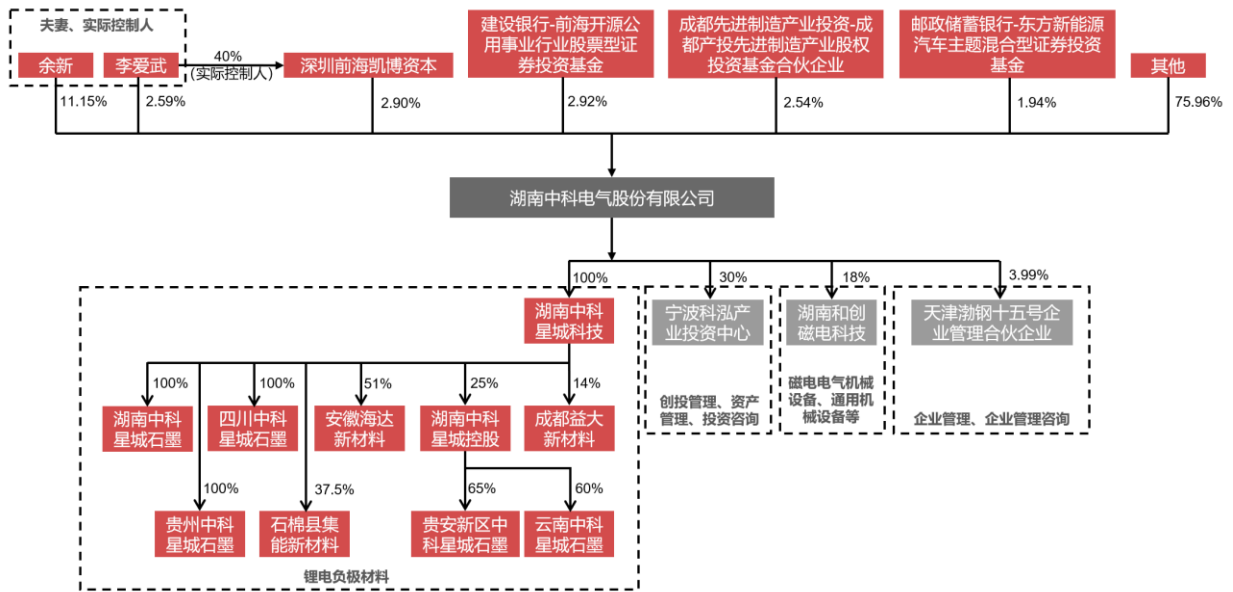 夫妻、实际控制人
余新
李爱武
40%
(实际控制人)
深圳前海凯博资本
建设银行-前海开源公
用事业行业股票型证
券投资基金
成都先进制造产业投资-成
都产投先进制造产业股权
投资基金合伙企业
邮政储蓄银行-东方新能源
汽车主题混合型证券投资
基金
其他
11.15%
2.59%
2.90%
2.92%
2.54%
1.94%
75.96%
湖南中科电气股份有限公司
100%
30%
18%
3.99%
湖南中科
星城科技
宁波科泓产
业投资中心
湖南和创
磁电科技
天津渤钢十五号企
业管理合伙企业
100%
100%
51%
25%
14%
湖南中科
星城石墨
四川中科
星城石墨
安徽海达
新材料
湖南中科
星城控股
成都益大
新材料
创投管理、资产
管理、投资咨询
磁电电气机械
设备、通用机
械设备等
企业管理、企业管理咨询
100%
37.5%
65%
60%
贵州中科
星城石墨
石棉县集
能新材料
贵安新区中
科星城石墨
云南中科
星城石墨
锂电负极材料